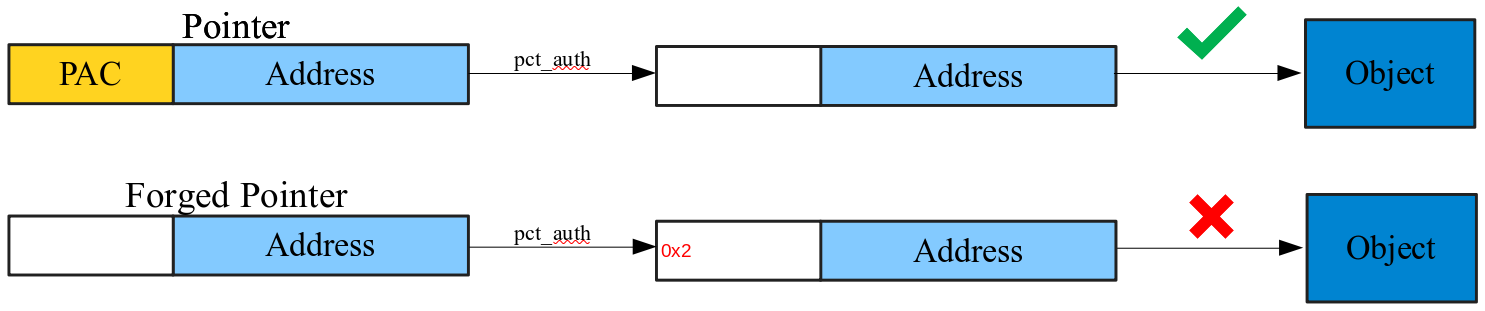 Pointer
PAC Address pct_auth Address Object
Forged Pointer
Address pct_auth 0x2 Address Object